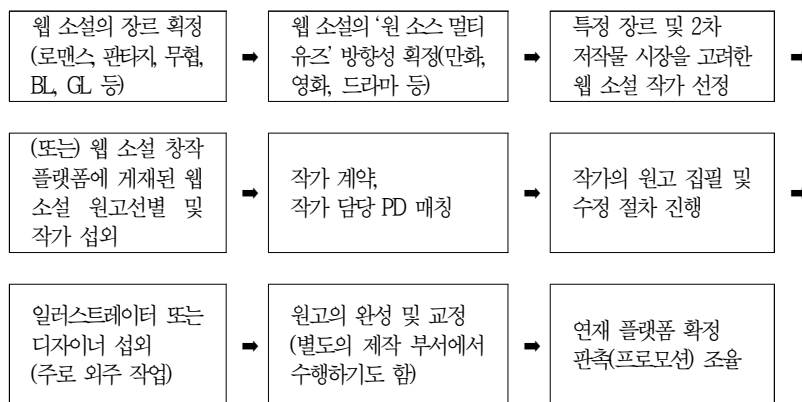 웹 소설의 장르 획정
(로맨스, 판타지, 무협,
BL, GL 등)
➡
웹 소설의 ‘원 소스 멀티
유즈’ 방향성 획정(만화,
영화, 드라마 등)
➡
특정 장르 및 2차
저작물 시장을 고려한
웹 소설 작가 선정
➡
(또는) 웹 소설 창작
플랫폼에 게재된 웹
소설 원고선별 및
작가 섭외
➡
작가 계약,
작가 담당 PD 매칭
➡
작가의 원고 집필 및
수정 절차 진행
➡
일러스트레이터 또는
디자이너 섭외
(주로 외주 작업)
➡
원고의 완성 및 교정
(별도의 제작 부서에서
수행하기도 함)
➡
연재 플랫폼 확정
판촉(프로모션) 조율